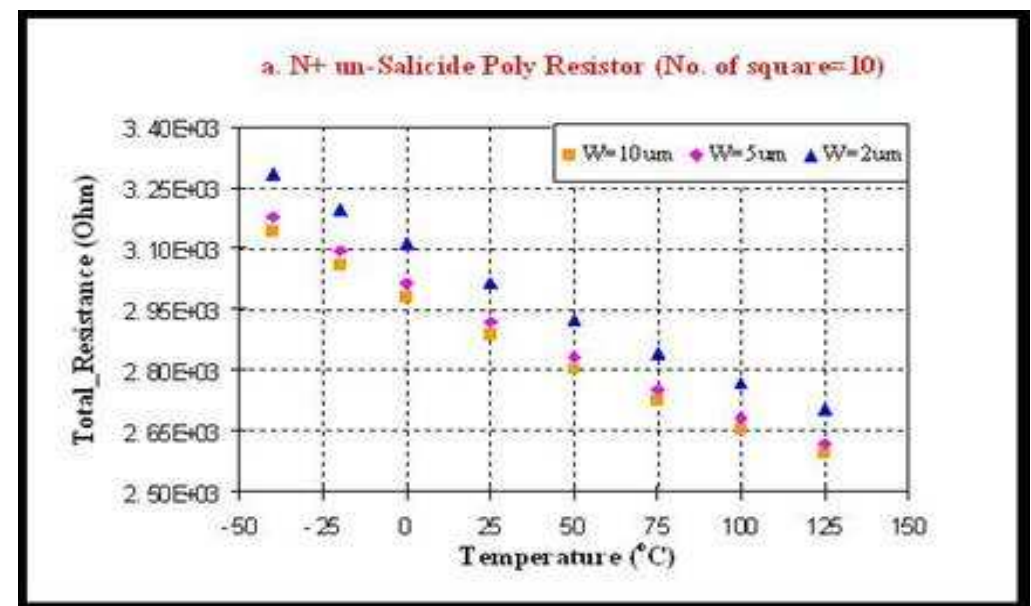 a. N+ un-Salicide Poly Resistor (No. of square=10)
W=10um W=5um W=2um
3.40E+03
3.25E+03
3.10E+03
2.95E+03
2.80E+03
2.65E+03
2.50E+03
Total_Resistance (Ohm)
-50 -25 0 25 50 75 100 125 150
Temperature (°C)